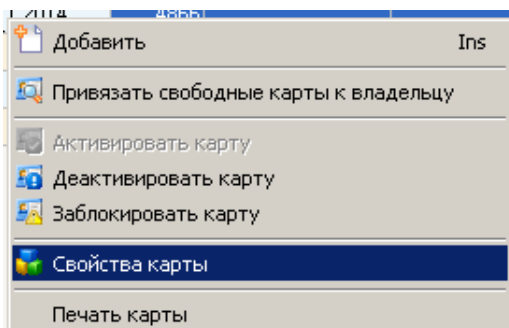 Добавить Ins
Привязать свободные карты к владельцу
Активировать карту
Деактивировать карту
Заблокировать карту
Свойства карты
Печать карты